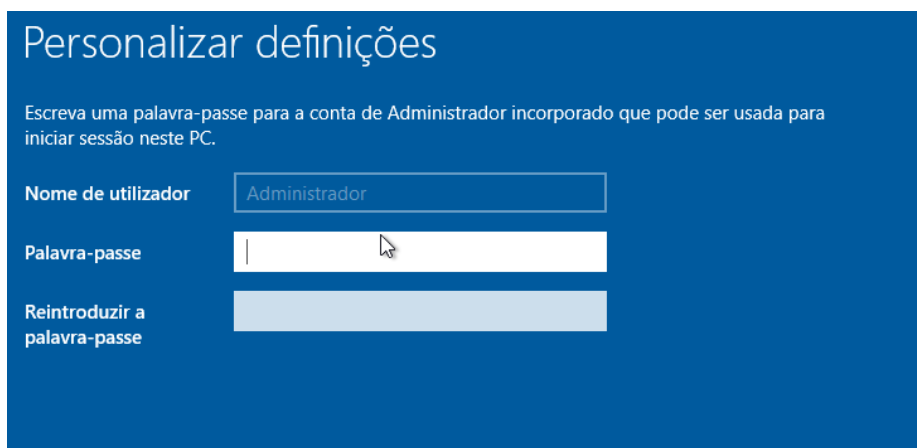 Personalizar definições
Escreva uma palavra-passe para a conta de Administrador incorporado que pode ser usada para
iniciar sessão neste PC.
Nome de utilizador
Administrador
Palavra-passe
Reintroduzir a
palavra-passe